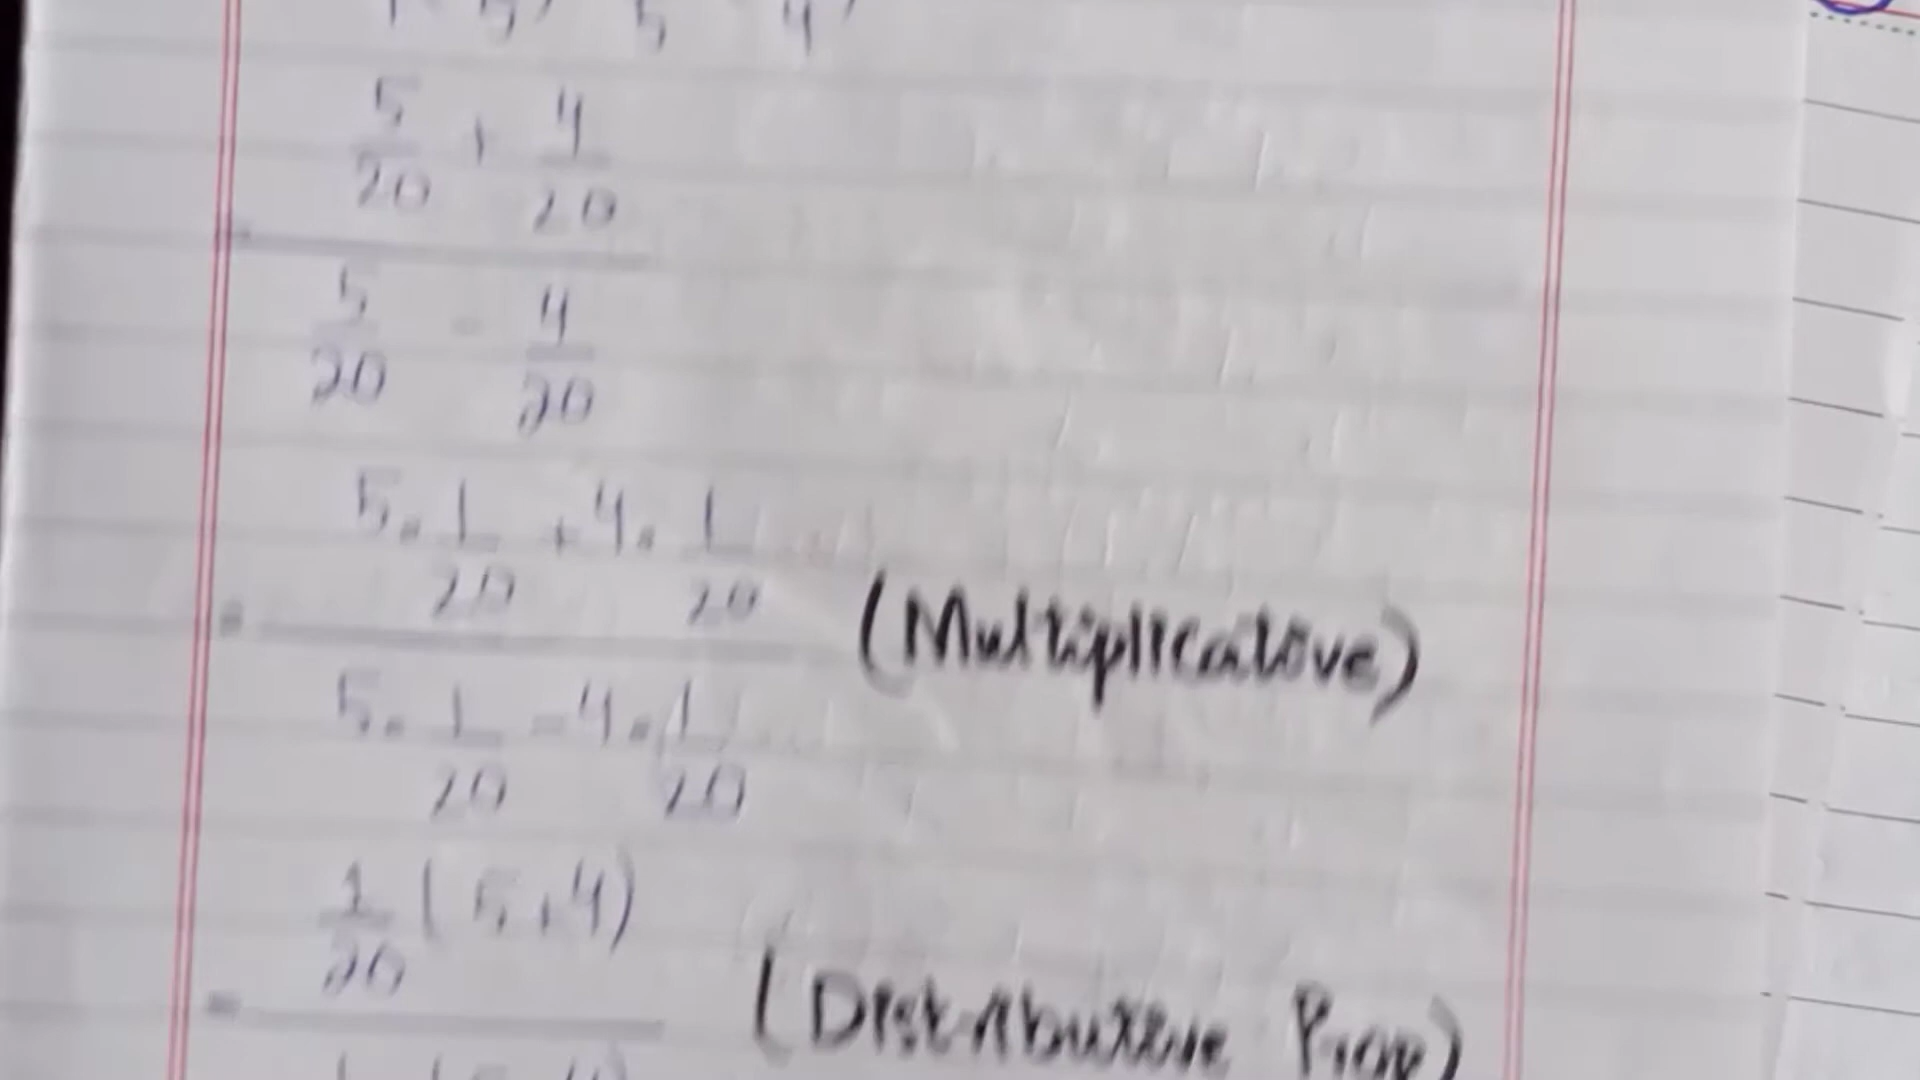 5/20 + 4/20
5/20 - 4/20
5 . 1/20 + 4 . 1/20
= (Multiplicative)
5 . 1/20 - 4 . 1/20
1/20 (5+4)
= (Distributive Prop)